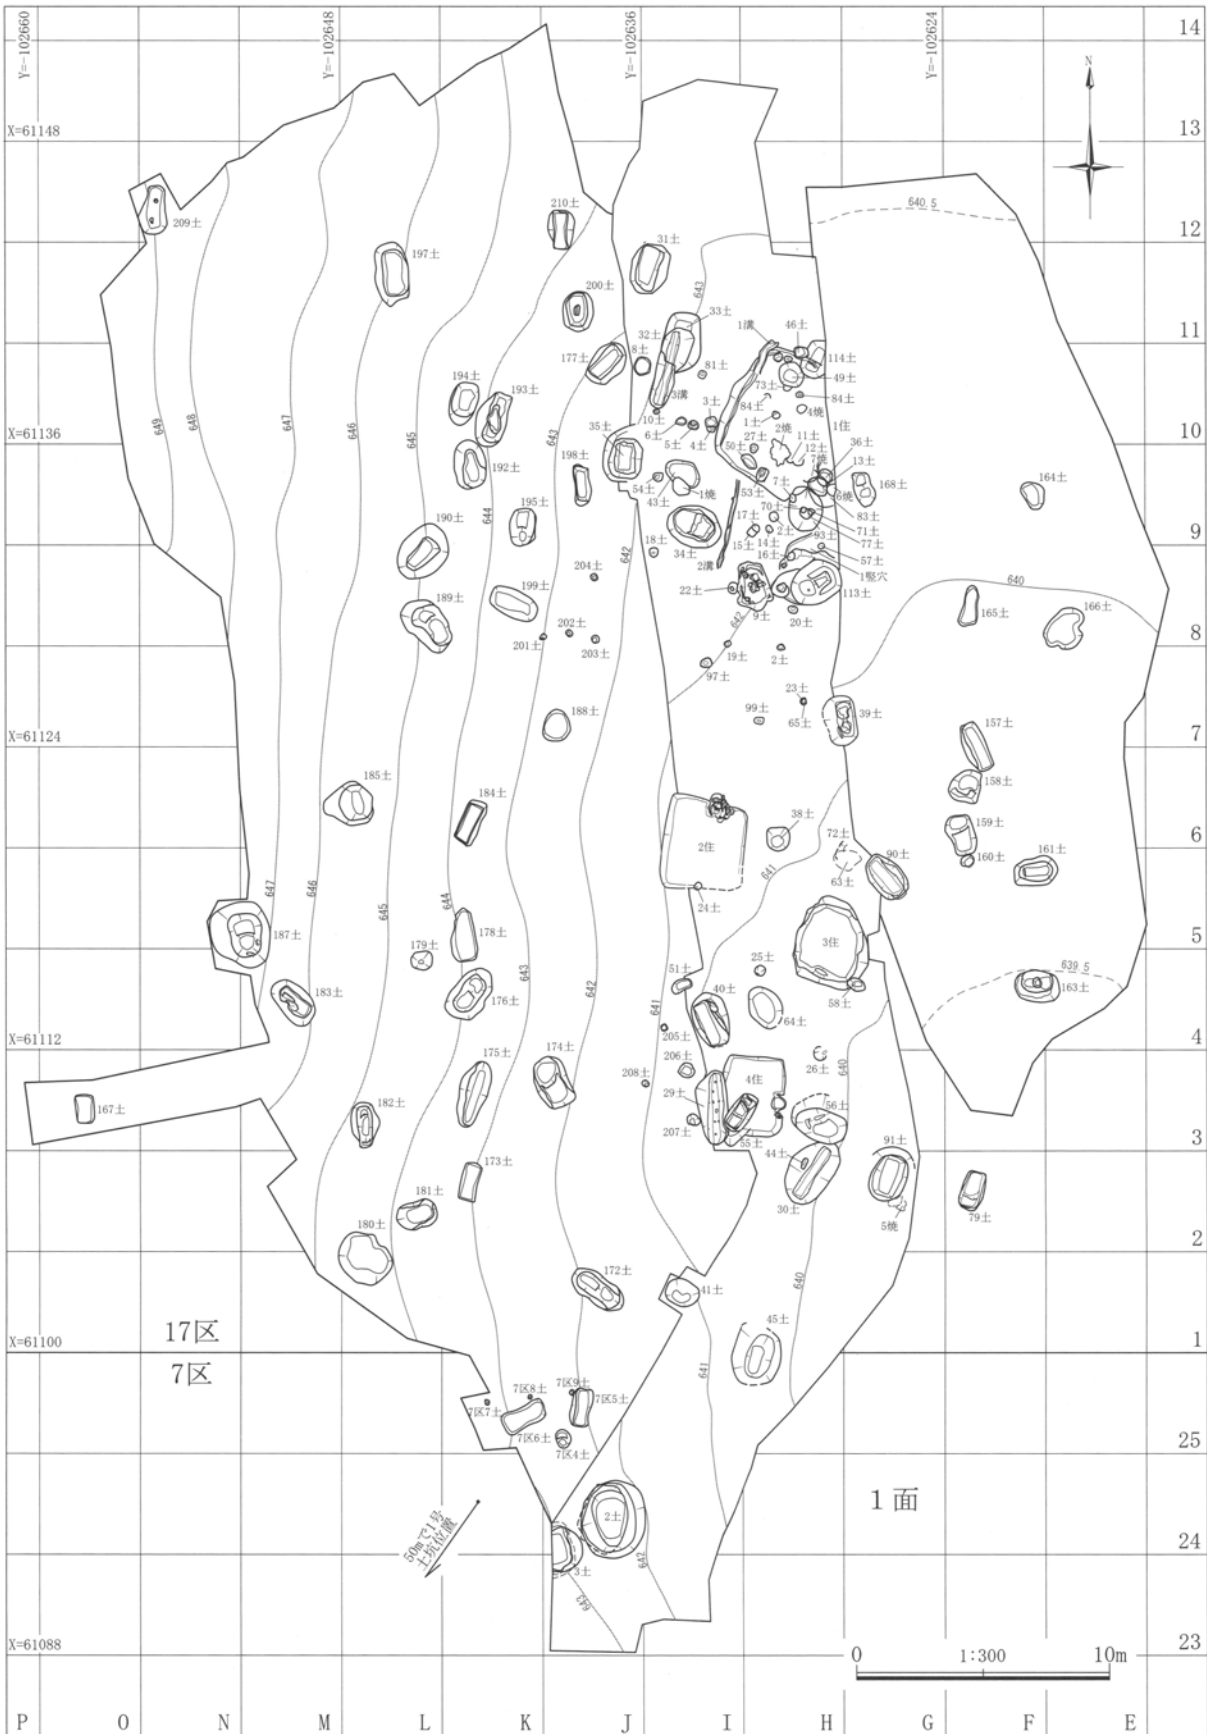 Y=-102660
Y=-102648
Y=-102636
Y=-102624
14
N
X=61148
13
640.5
209土
210土
12
197土
31土
200土
643
33土
32土
1溝
46土
11
177土
8土
114土
81土
49土
73土
194土
193土
3溝
84土
84土
10土
3土
4焼
649
648
647
646
645
643
6土
5土
4土
1土
2焼
1住
X=61136
35土
27土
11土
36土
10
50土
12土
7焼
13土
192土
198土
54土
43土
1焼
53土
7土
6焼
168土
164土
644
195土
70土
83土
71土
190土
17土
2土
77土
34土
15土
14土
93土
9
18土
16土
57土
642
2溝
1竪穴
204土
640
199土
22土
113土
165土
166土
189土
642
9土
20土
202土
8
201土
203土
19土
2土
97土
23土
188土
99土
65土
39土
157土
X=61124
7
158土
185土
184土
38土
159土
6
2住
72土
641
90土
160土
161土
63土
647
646
645
644
24土
178土
187土
3住
179土
5
643
642
25土
639.5
51土
183土
176土
40土
58土
163土
641
64土
205土
X=61112
4
175土
174土
206土
26土
640
208土
4住
29土
167土
182土
56土
207土
55土
3
173土
44土
91土
181土
30土
5焼
79土
180土
2
640
172土
41土
45土
17区
X=61100
1
7区
641
7区9土
7区8土
7区5土
7区7土
7区6土
7区4土
25
1面
2土
50mで1号
土坑位置
24
3土
642
643
X=61088
23
0
1:300
10m
P O N M L K J I H G F E